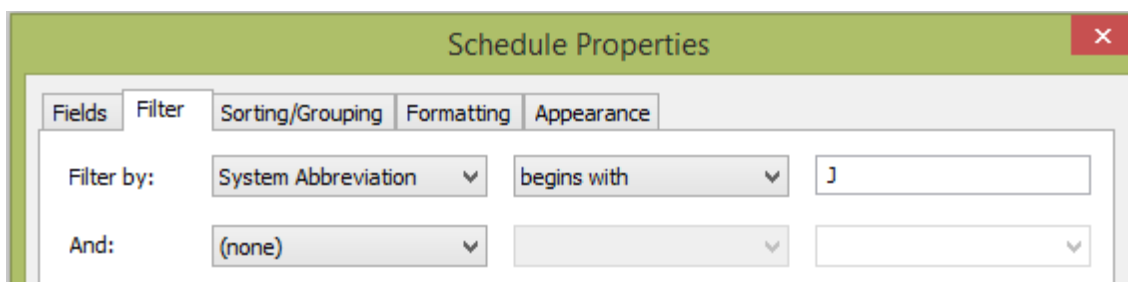 Schedule Properties
Fields Filter Sorting/Grouping Formatting Appearance
Filter by: System Abbreviation begins with J
And: (none)